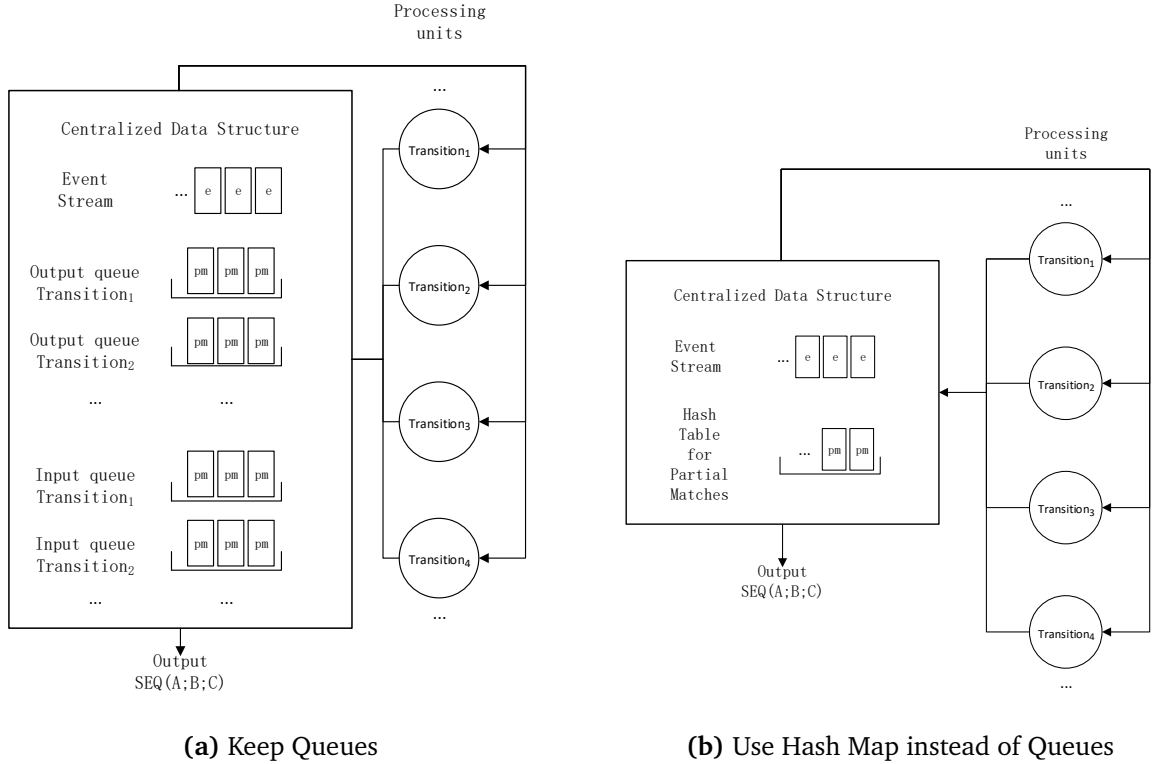 Processing
units
...
Centralized Data Structure
Event
Stream
... e e e
Output queue
Transition1
pm pm pm
Output queue
Transition2
pm pm pm
... ...
Input queue
Transition1
pm pm pm
Input queue
Transition2
pm pm pm
... ...
Transition1
Transition2
Transition3
Transition4
...
Output
SEQ(A;B;C)
(a) Keep Queues
Processing
units
...
Centralized Data Structure
Event
Stream
... e e e
Hash
Table
for
Partial
Matches
... pm pm
Transition1
Transition2
Transition3
Transition4
...
Output
SEQ(A;B;C)
(b) Use Hash Map instead of Queues